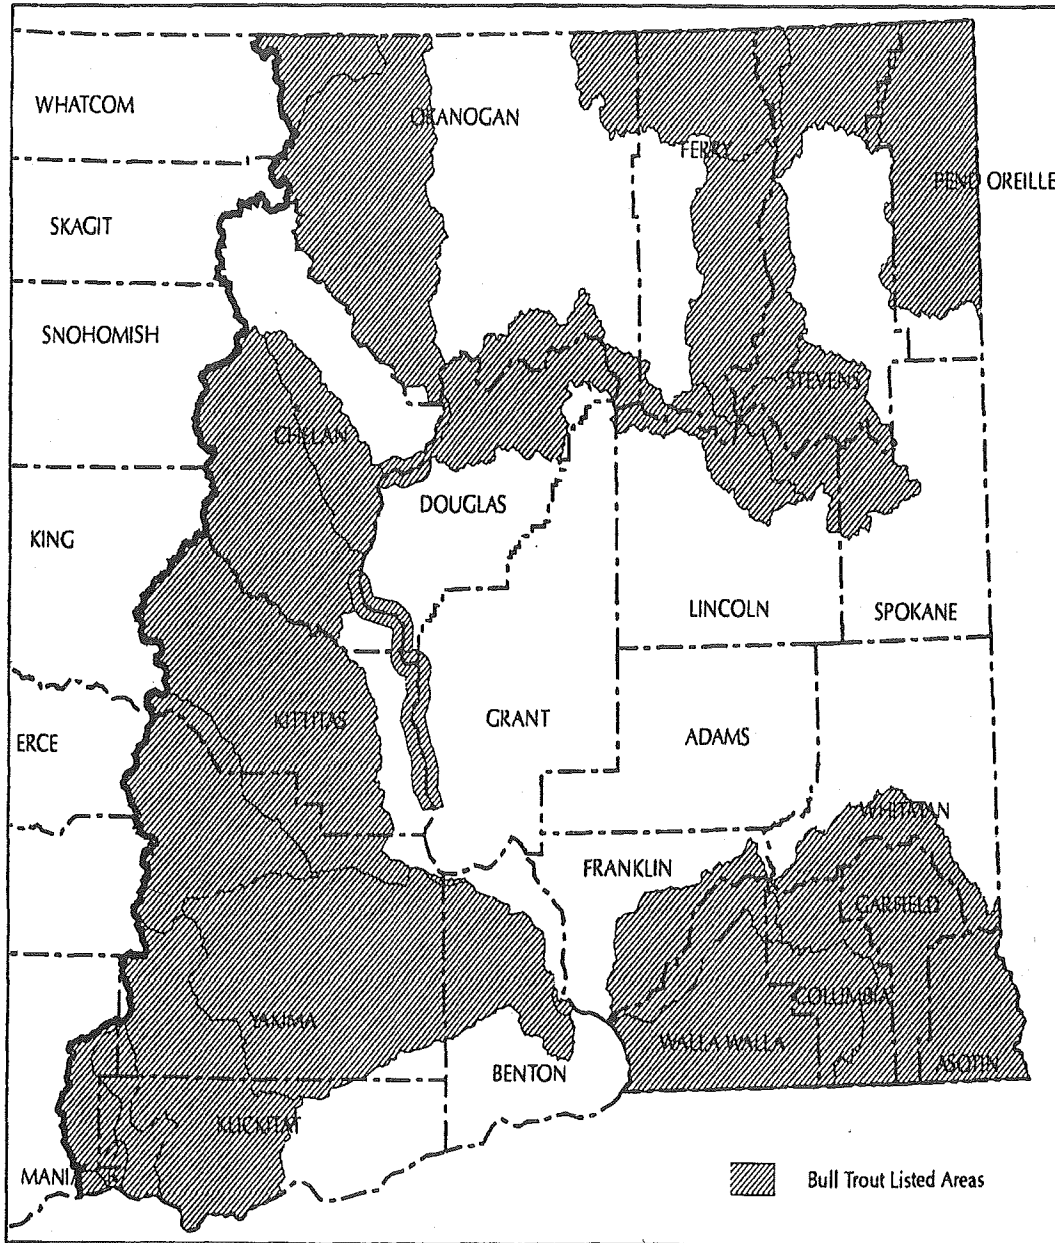 WHATCOM
OKANOGAN
FERRY
PEND OREILLE
SKAGIT
SNOHOMISH
STEVENS
CHELAN
DOUGLAS
KING
LINCOLN
SPOKANE
KITTITAS
GRANT
ADAMS
ERCE
WHITMAN
FRANKLIN
GARFIELD
COLUMBIA
YAKIMA
WALLA WALLA
ASOTIN
BENTON
KLICKITAT
Bull Trout Listed Areas